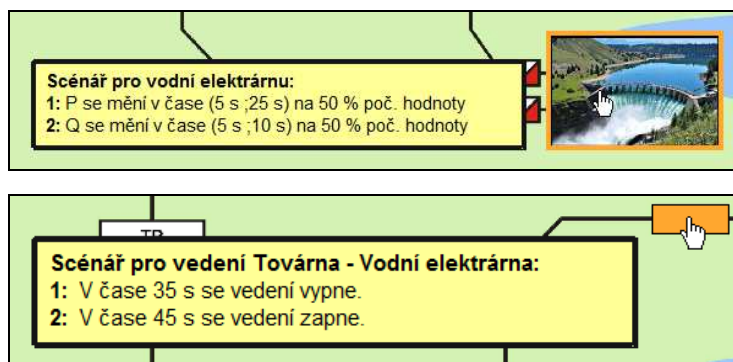 Scénář pro vodní elektrárnu:
1: P se mění v čase (5 s ;25 s) na 50 % poč. hodnoty
2: Q se mění v čase (5 s ;10 s) na 50 % poč. hodnoty
Scénář pro vedení Továrna - Vodní elektrárna:
1: V čase 35 s se vedení vypne.
2: V čase 45 s se vedení zapne.